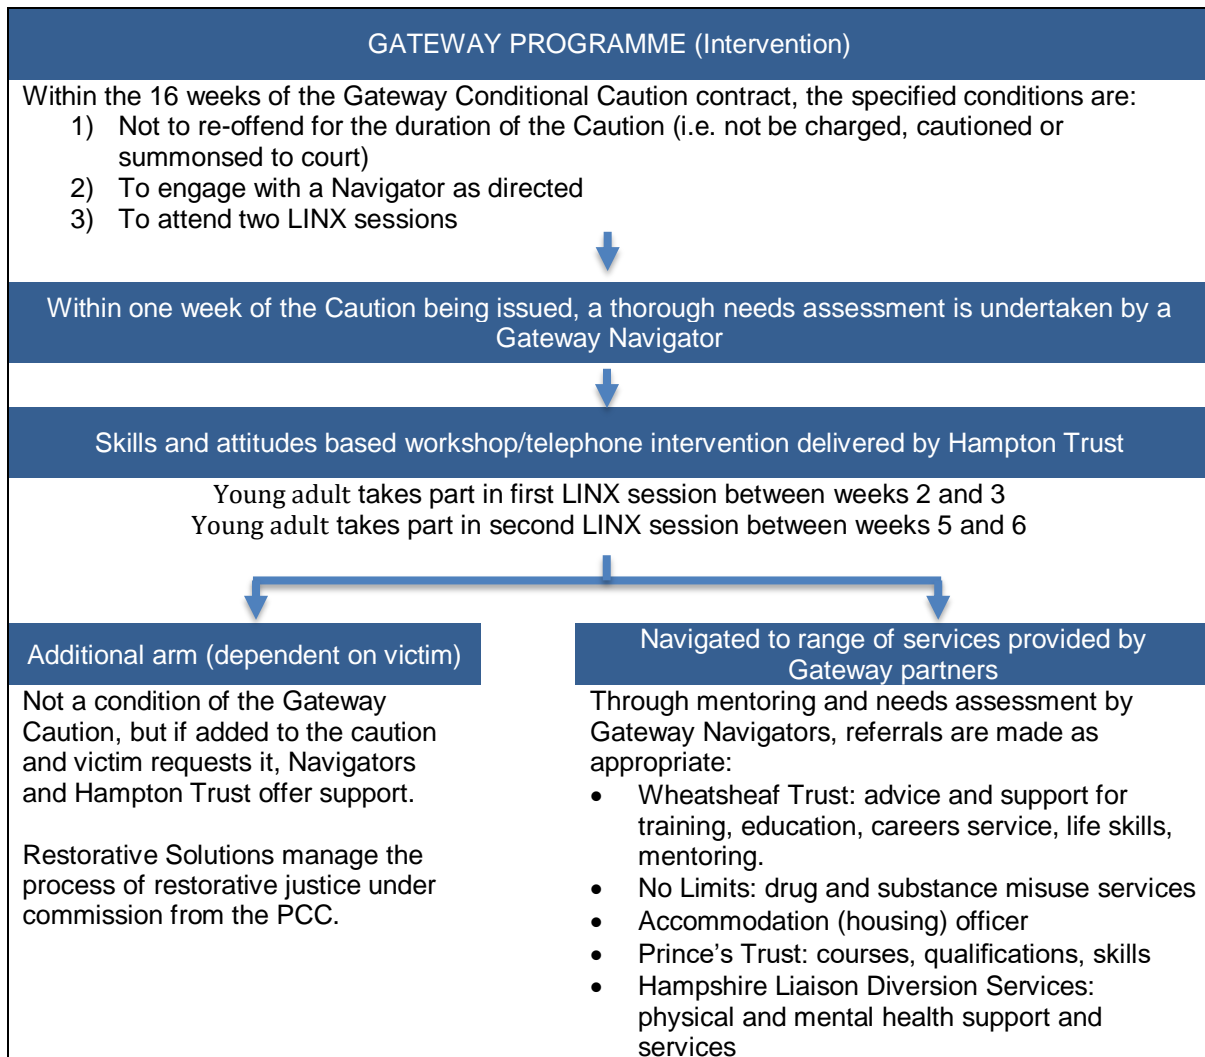 GATEWAY PROGRAMME (Intervention)
Within the 16 weeks of the Gateway Conditional Caution contract, the specified conditions are:
1) Not to re-offend for the duration of the Caution (i.e. not be charged, cautioned or
summonsed to court)
2) To engage with a Navigator as directed
3) To attend two LINX sessions
Within one week of the Caution being issued, a thorough needs assessment is undertaken by a
Gateway Navigator
Skills and attitudes based workshop/telephone intervention delivered by Hampton Trust
Young adult takes part in first LINX session between weeks 2 and 3
Young adult takes part in second LINX session between weeks 5 and 6
Additional arm (dependent on victim)
Not a condition of the Gateway
Caution, but if added to the caution
and victim requests it, Navigators
and Hampton Trust offer support.
Restorative Solutions manage the
process of restorative justice under
commission from the PCC.
Navigated to range of services provided by
Gateway partners
Through mentoring and needs assessment by
Gateway Navigators, referrals are made as
appropriate:
• Wheatsheaf Trust: advice and support for
training, education, careers service, life skills,
mentoring.
• No Limits: drug and substance misuse services
• Accommodation (housing) officer
• Prince's Trust: courses, qualifications, skills
• Hampshire Liaison Diversion Services:
physical and mental health support and
services